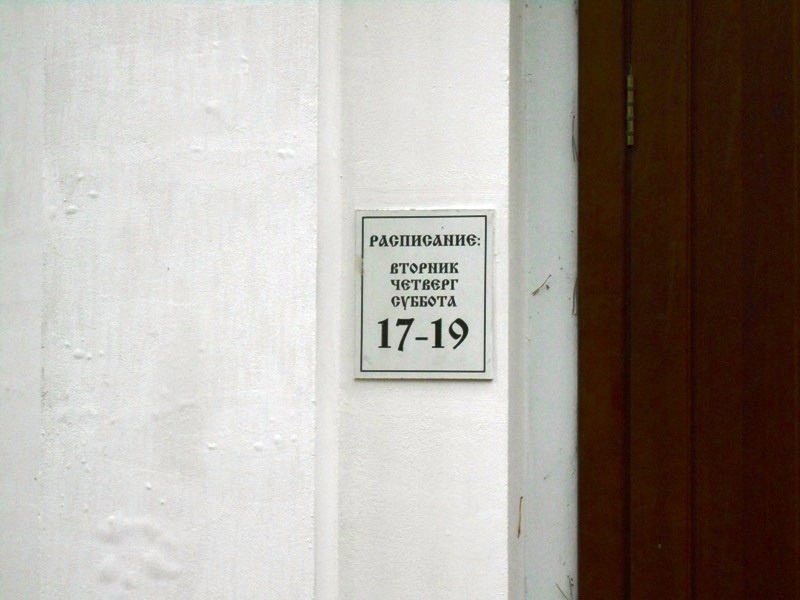 РАСПИСАНИЕ:
ВТОРНИК
ЧЕТВЕРГ
СУББОТА
17-19